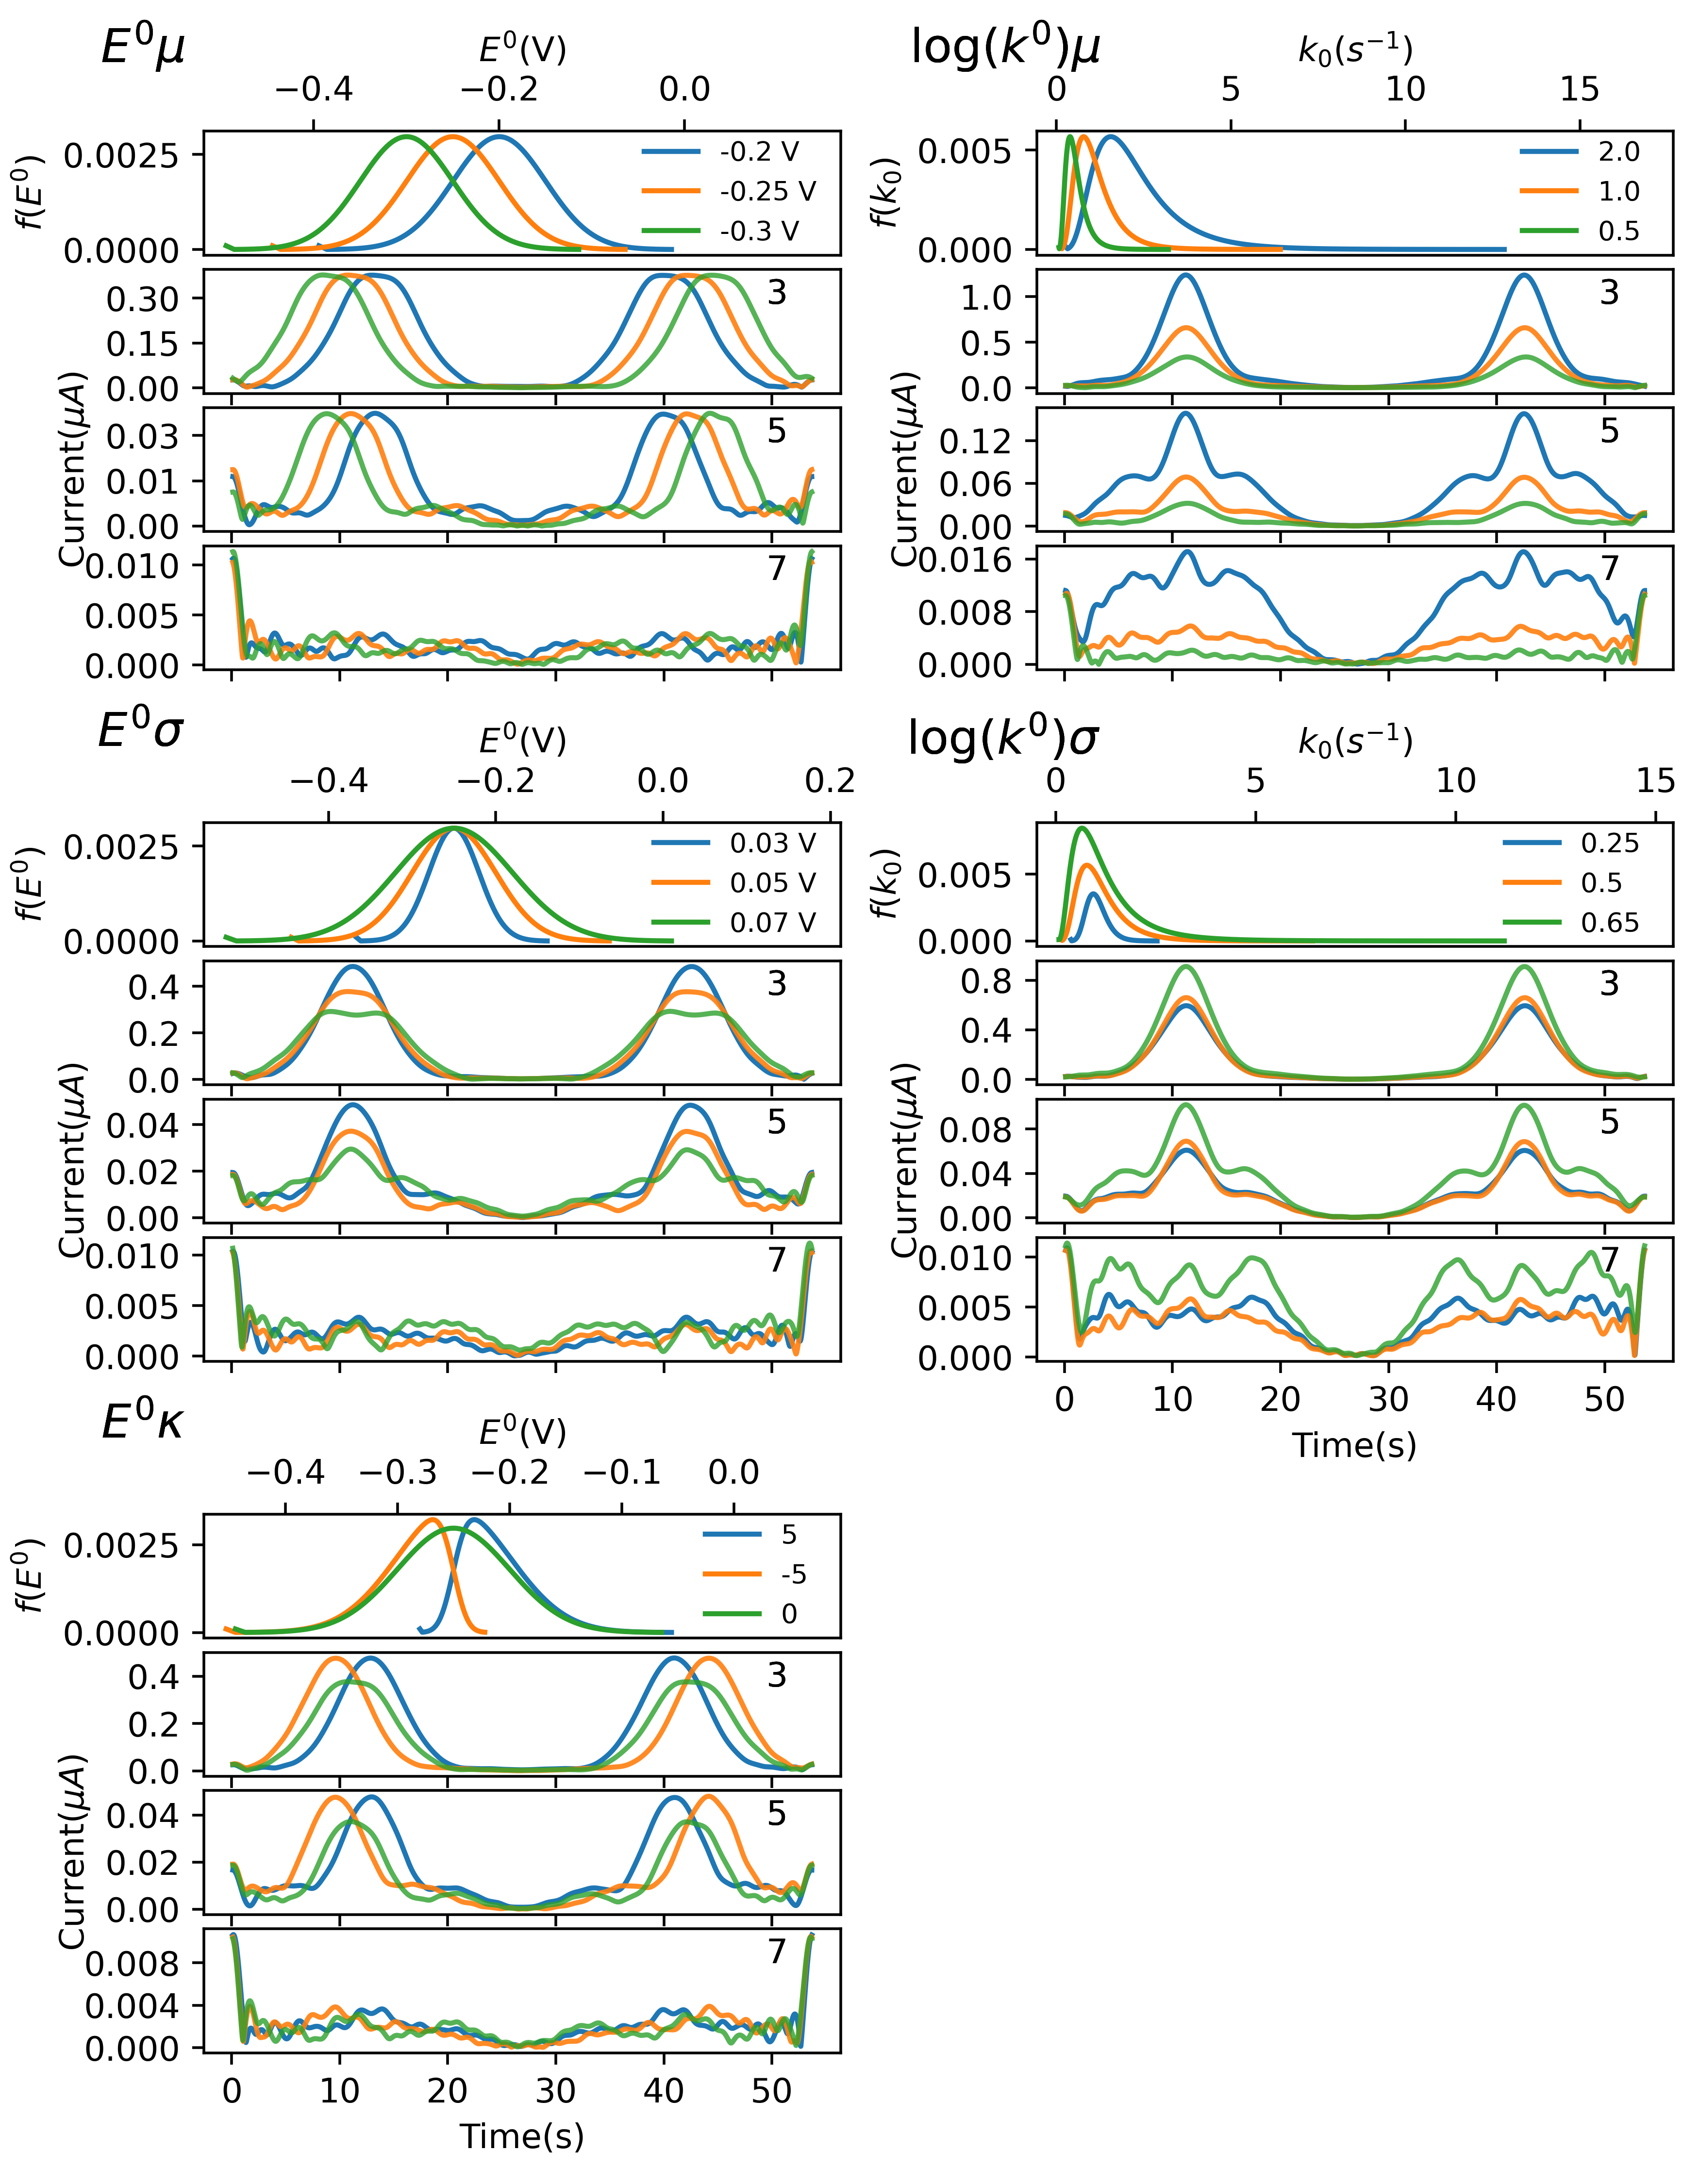 E⁰μ
E⁰(V)
−0.4 −0.2 0.0
f(E⁰)
0.0025
0.0000
-0.2 V
-0.25 V
-0.3 V
Current(μA)
0.30
0.15
0.00
3
0.03
0.01
0.00
5
0.010
0.005
0.000
7
log(k⁰)μ
k₀(s⁻¹)
0 5 10 15
f(k₀)
0.005
0.000
2.0
1.0
0.5
Current(μA)
1.0
0.5
0.0
3
0.12
0.06
0.00
5
0.016
0.008
0.000
7
E⁰σ
E⁰(V)
−0.4 −0.2 0.0 0.2
f(E⁰)
0.0025
0.0000
0.03 V
0.05 V
0.07 V
Current(μA)
0.4
0.2
0.0
3
0.04
0.02
0.00
5
0.010
0.005
0.000
7
log(k⁰)σ
k₀(s⁻¹)
0 5 10 15
f(k₀)
0.005
0.000
0.25
0.5
0.65
Current(μA)
0.8
0.4
0.0
3
0.08
0.04
0.00
5
0.010
0.005
0.000
7
0 10 20 30 40 50
Time(s)
E⁰κ
E⁰(V)
−0.4 −0.3 −0.2 −0.1 0.0
f(E⁰)
0.0025
0.0000
5
-5
0
Current(μA)
0.4
0.2
0.0
3
0.04
0.02
0.00
5
0.008
0.004
0.000
7
0 10 20 30 40 50
Time(s)